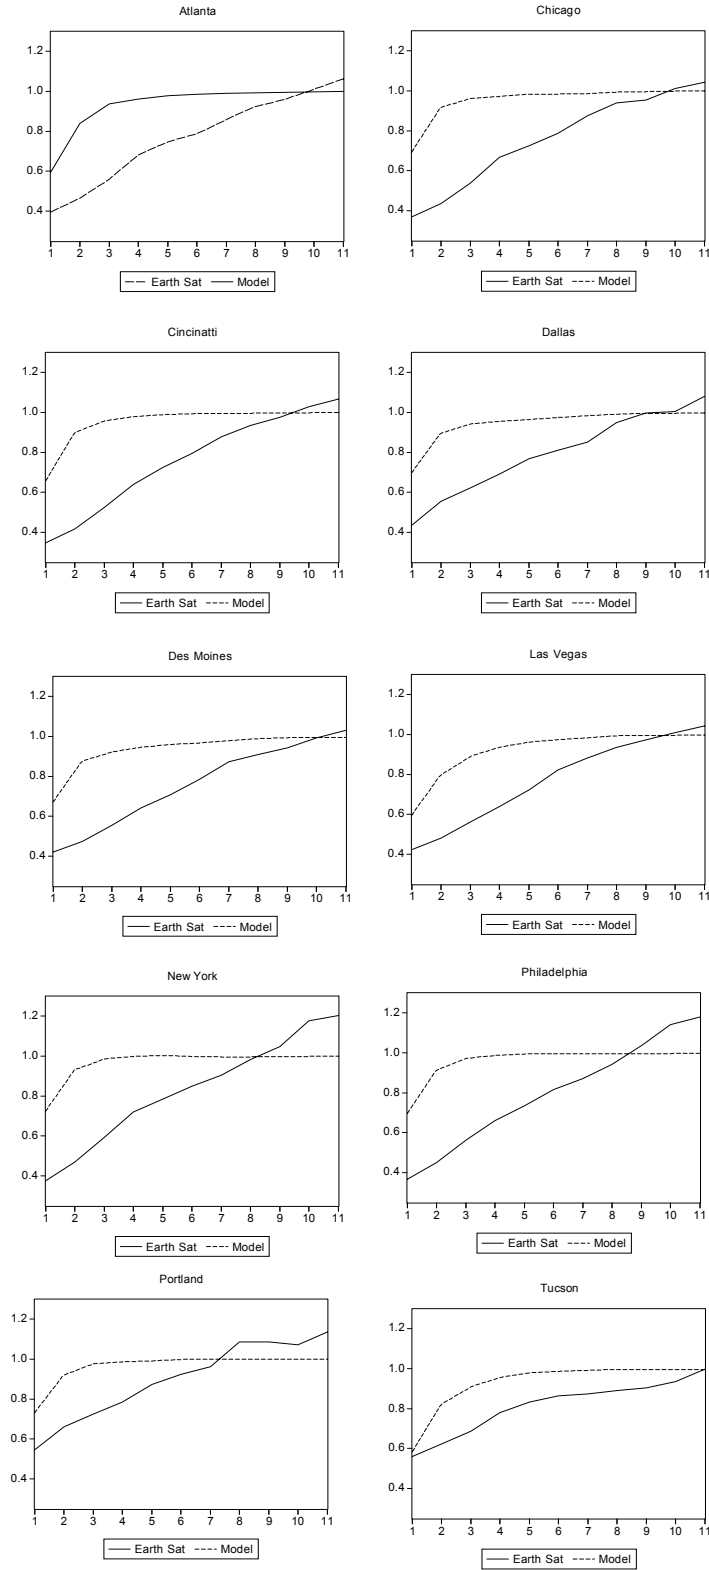 Atlanta
1.2
1.0
0.8
0.6
0.4
1 2 3 4 5 6 7 8 9 10 11
Earth Sat Model
Chicago
1.2
1.0
0.8
0.6
0.4
1 2 3 4 5 6 7 8 9 10 11
Earth Sat Model
Cincinatti
1.2
1.0
0.8
0.6
0.4
1 2 3 4 5 6 7 8 9 10 11
Earth Sat Model
Dallas
1.2
1.0
0.8
0.6
0.4
1 2 3 4 5 6 7 8 9 10 11
Earth Sat Model
Des Moines
1.2
1.0
0.8
0.6
0.4
1 2 3 4 5 6 7 8 9 10 11
Earth Sat Model
Las Vegas
1.2
1.0
0.8
0.6
0.4
1 2 3 4 5 6 7 8 9 10 11
Earth Sat Model
New York
1.2
1.0
0.8
0.6
0.4
1 2 3 4 5 6 7 8 9 10 11
Earth Sat Model
Philadelphia
1.2
1.0
0.8
0.6
0.4
1 2 3 4 5 6 7 8 9 10 11
Earth Sat Model
Portland
1.2
1.0
0.8
0.6
0.4
1 2 3 4 5 6 7 8 9 10 11
Earth Sat Model
Tucson
1.2
1.0
0.8
0.6
0.4
1 2 3 4 5 6 7 8 9 10 11
Earth Sat Model